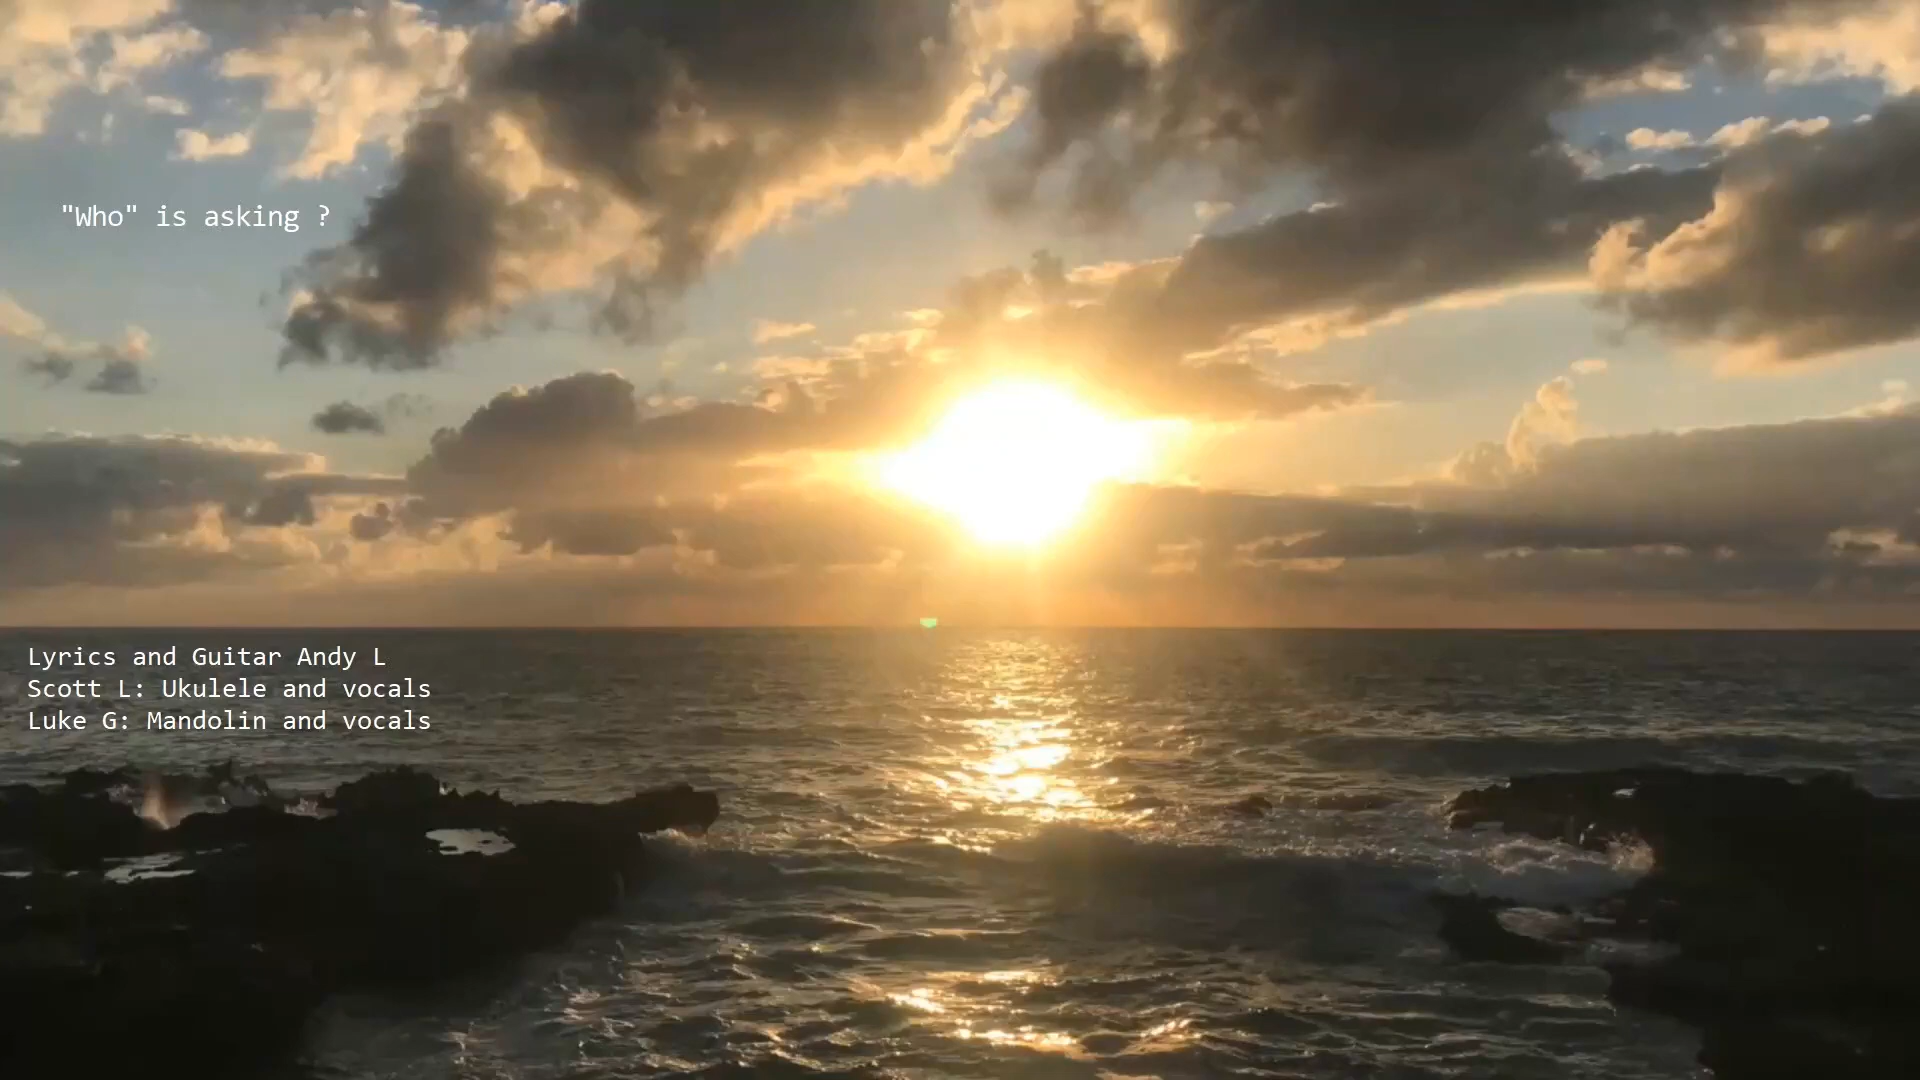 "Who" is asking ?
Lyrics and Guitar Andy L
Scott L: Ukulele and vocals
Luke G: Mandolin and vocals